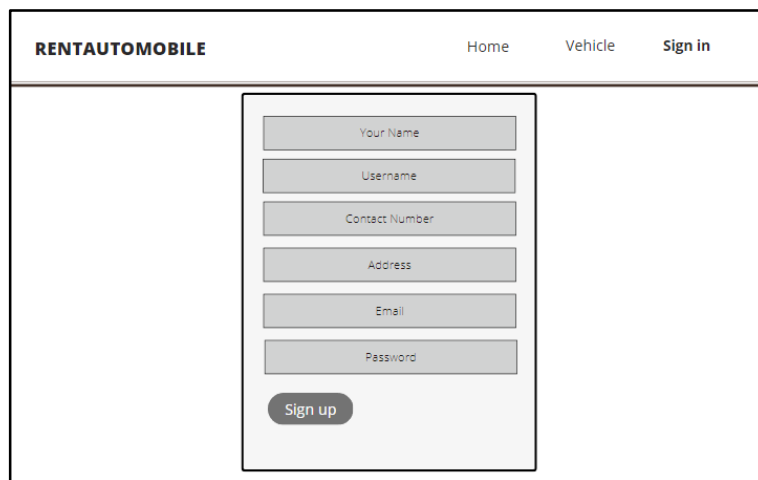 RENTAUTOMOBILE Home Vehicle Sign in
Your Name
Username
Contact Number
Address
Email
Password
Sign up